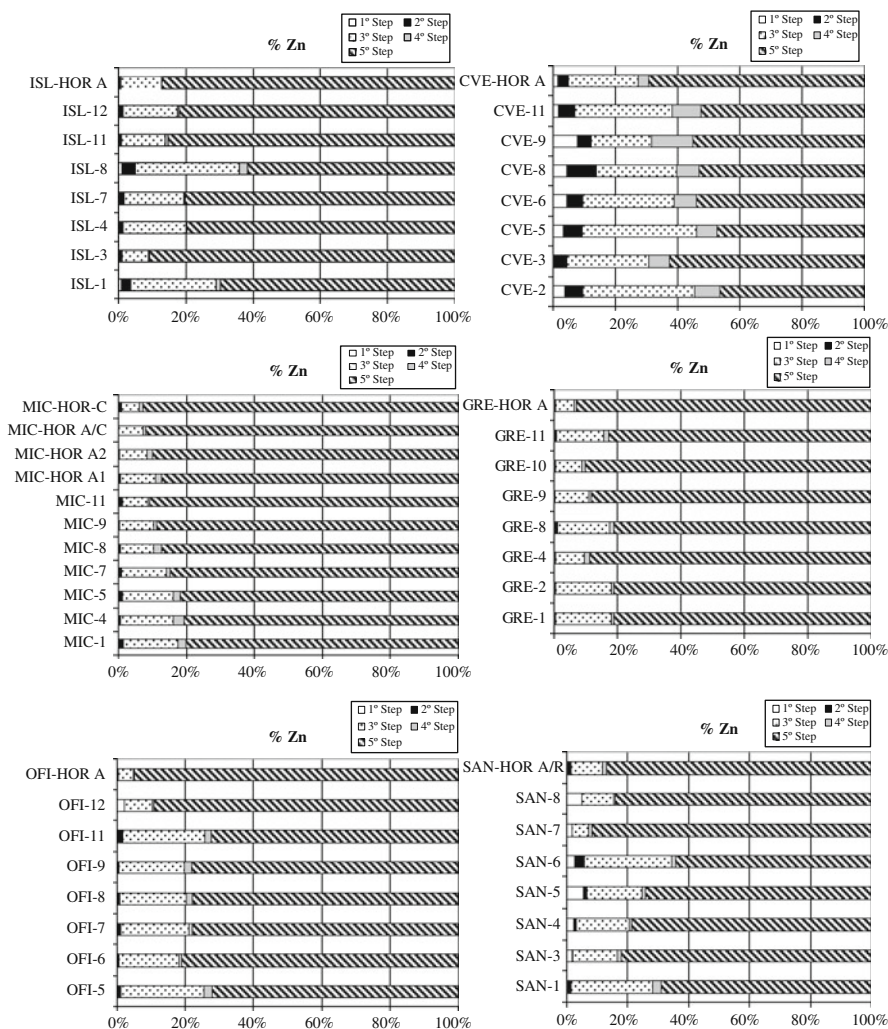 % Zn
1º Step 2º Step
3º Step 4º Step
5º Step
ISL-HOR A
ISL-12
ISL-11
ISL-8
ISL-7
ISL-4
ISL-3
ISL-1
0% 20% 40% 60% 80% 100%
% Zn
1º Step 2º Step
3º Step 4º Step
5º Step
CVE-HOR A
CVE-11
CVE-9
CVE-8
CVE-6
CVE-5
CVE-3
CVE-2
0% 20% 40% 60% 80% 100%
% Zn
1º Step 2º Step
3º Step 4º Step
5º Step
MIC-HOR-C
MIC-HOR A/C
MIC-HOR A2
MIC-HOR A1
MIC-11
MIC-9
MIC-8
MIC-7
MIC-5
MIC-4
MIC-1
0% 20% 40% 60% 80% 100%
% Zn
1º Step 2º Step
3º Step 4º Step
5º Step
GRE-HOR A
GRE-11
GRE-10
GRE-9
GRE-8
GRE-4
GRE-2
GRE-1
0% 20% 40% 60% 80% 100%
% Zn
1º Step 2º Step
3º Step 4º Step
5º Step
OFI-HOR A
OFI-12
OFI-11
OFI-9
OFI-8
OFI-7
OFI-6
OFI-5
0% 20% 40% 60% 80% 100%
% Zn
1º Step 2º Step
3º Step 4º Step
5º Step
SAN-HOR A/R
SAN-8
SAN-7
SAN-6
SAN-5
SAN-4
SAN-3
SAN-1
0% 20% 40% 60% 80% 100%